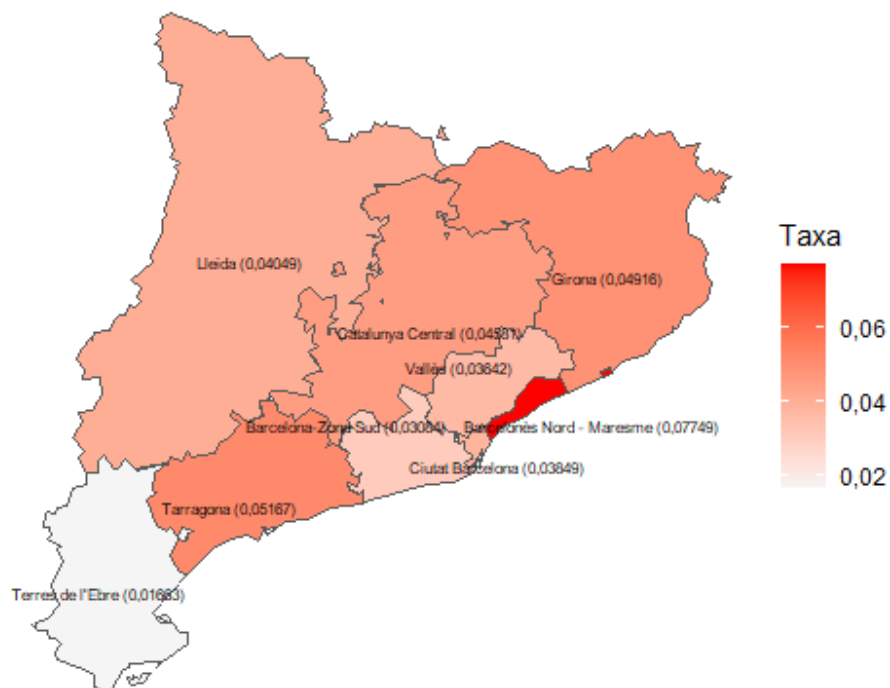 Taxa
0,06
0,04
0,02
Lleida (0,04049)
Girona (0,04916)
Catalunya Central (0,04581)
Vallès (0,03642)
Barcelona-Zona Sud (0,03084)
Barcelonès Nord - Maresme (0,07749)
Ciutat Barcelona (0,03849)
Tarragona (0,05167)
Terres de l'Ebre (0,01663)